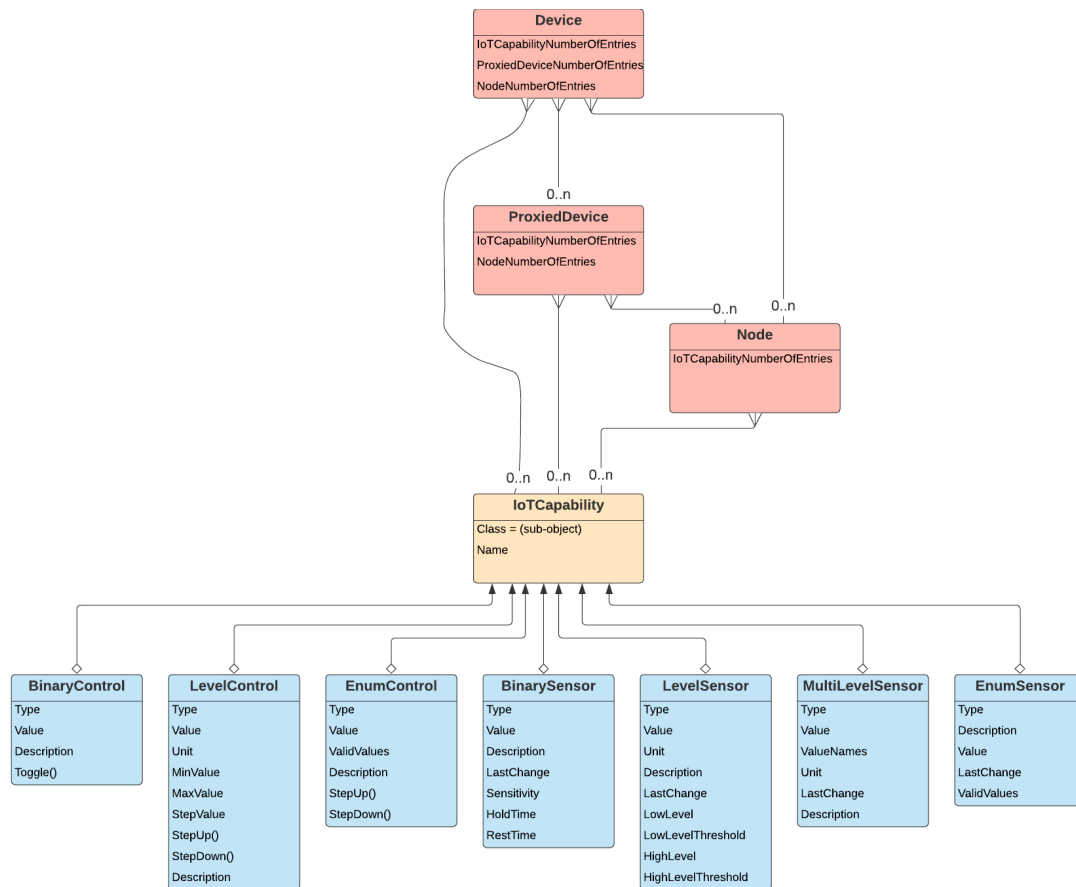 Device
IoTCapabilityNumberOfEntries
ProxiedDeviceNumberOfEntries
NodeNumberOfEntries
0..n
ProxiedDevice
IoTCapabilityNumberOfEntries
NodeNumberOfEntries
0..n
0..n
Node
IoTCapabilityNumberOfEntries
0..n
0..n
0..n
IoTCapability
Class = (sub-object)
Name
BinaryControl
Type
Value
Description
Toggle()
LevelControl
Type
Value
Unit
MinValue
MaxValue
StepValue
StepUp()
StepDown()
Description
EnumControl
Type
Value
ValidValues
Description
StepUp()
StepDown()
BinarySensor
Type
Value
Description
LastChange
Sensitivity
HoldTime
RestTime
LevelSensor
Type
Value
Unit
Description
LastChange
LowLevel
LowLevelThreshold
HighLevel
HighLevelThreshold
MultiLevelSensor
Type
Value
ValueNames
Unit
LastChange
Description
EnumSensor
Type
Description
Value
LastChange
ValidValues